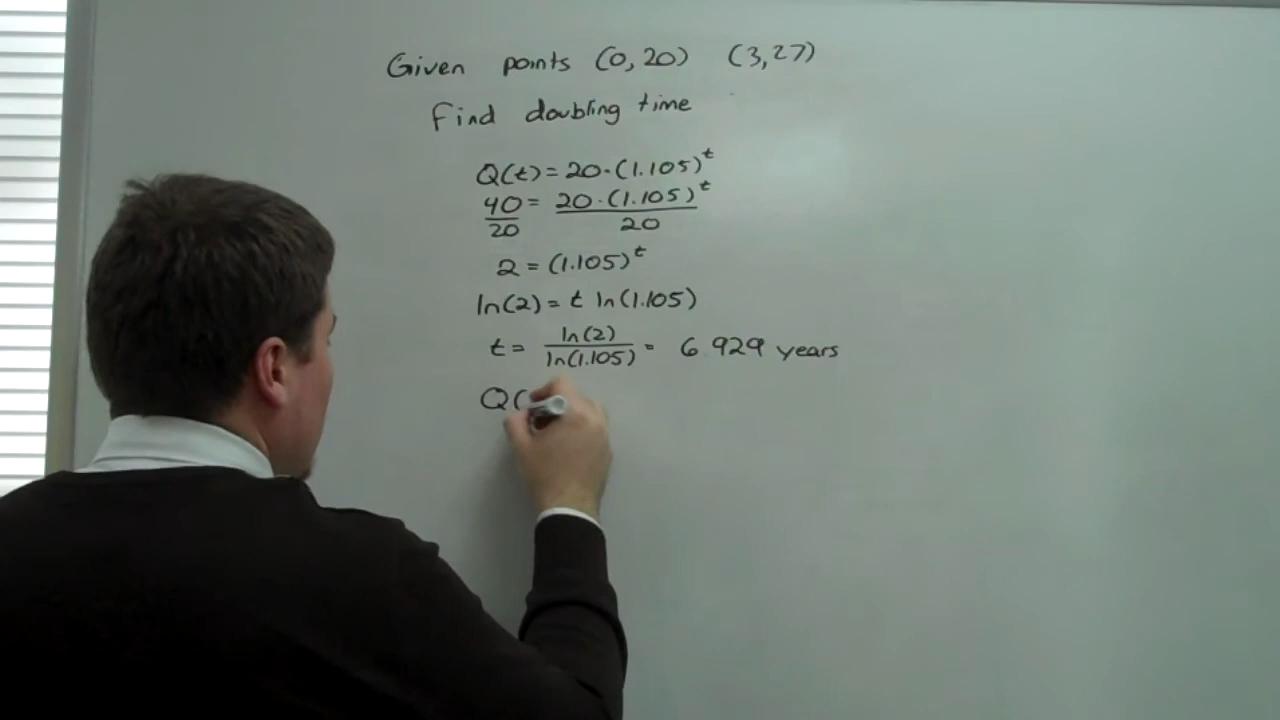 Given points (0,20) (3,27)
Find doubling time
Q(t) = 20·(1.105)^t
40/20 = 20·(1.105)^t/20
2 = (1.105)^t
ln(2) = t ln(1.105)
t = ln(2)/ln(1.105) = 6.929 years
Q(